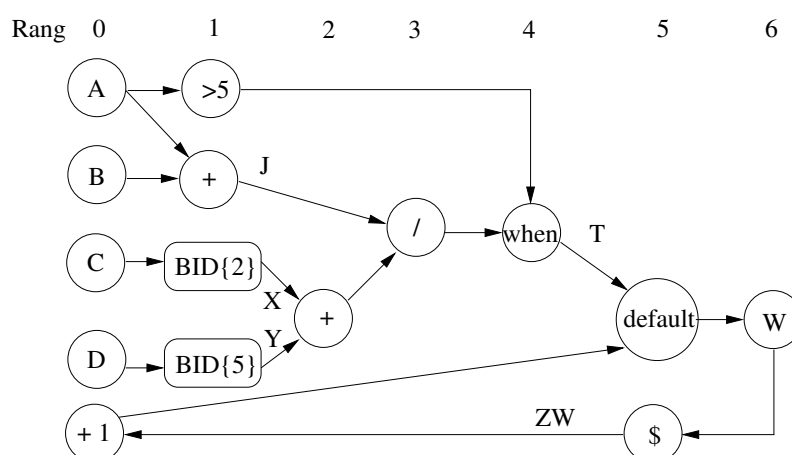 Rang 0 1 2 3 4 5 6
A >5
B + J
/ when T
C BID{2}
X + default W
D BID{5} Y
+ 1 ZW $